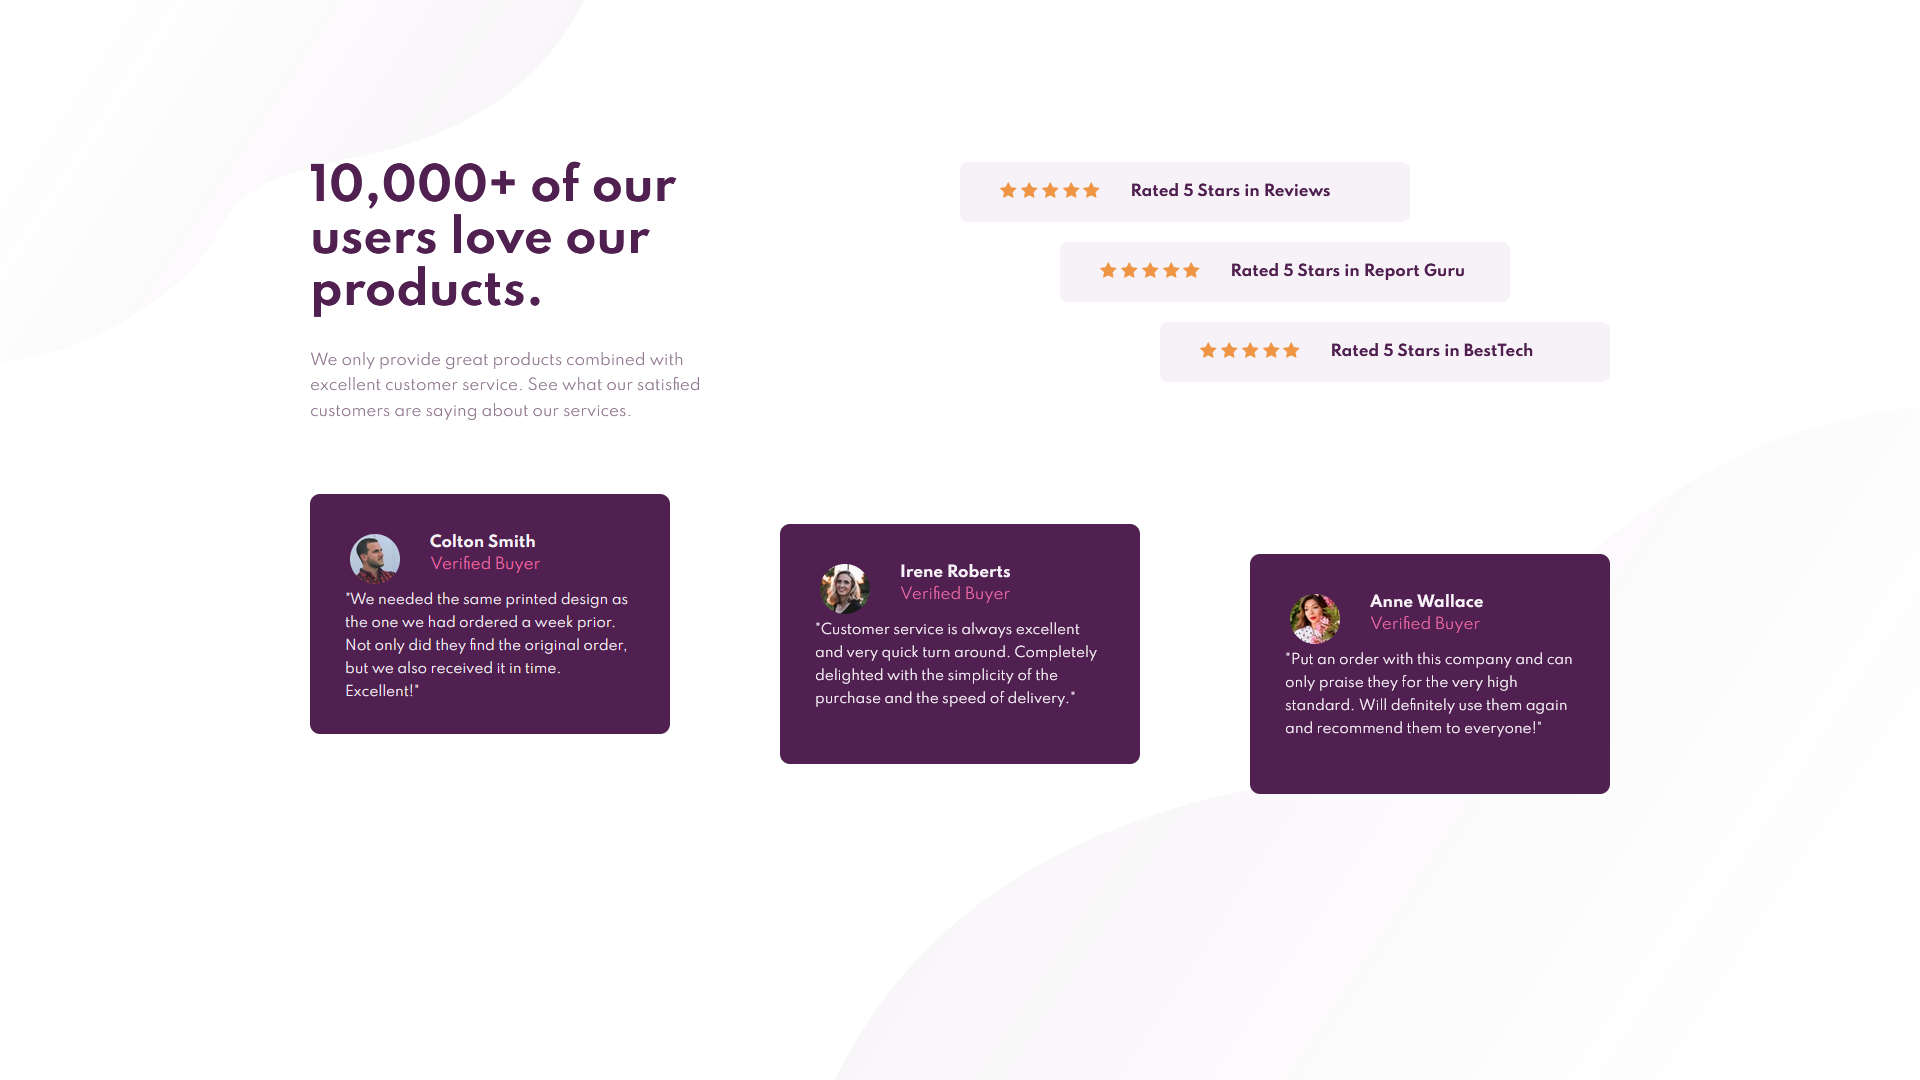 10,000+ of our
users love our
products.
We only provide great products combined with
excellent customer service. See what our satisfied
customers are saying about our services.
Rated 5 Stars in Reviews
Rated 5 Stars in Report Guru
Rated 5 Stars in BestTech
Colton Smith
Verified Buyer
"We needed the same printed design as
the one we had ordered a week prior.
Not only did they find the original order,
but we also received it in time.
Excellent!"
Irene Roberts
Verified Buyer
"Customer service is always excellent
and very quick turn around. Completely
delighted with the simplicity of the
purchase and the speed of delivery."
Anne Wallace
Verified Buyer
"Put an order with this company and can
only praise they for the very high
standard. Will definitely use them again
and recommend them to everyone!"